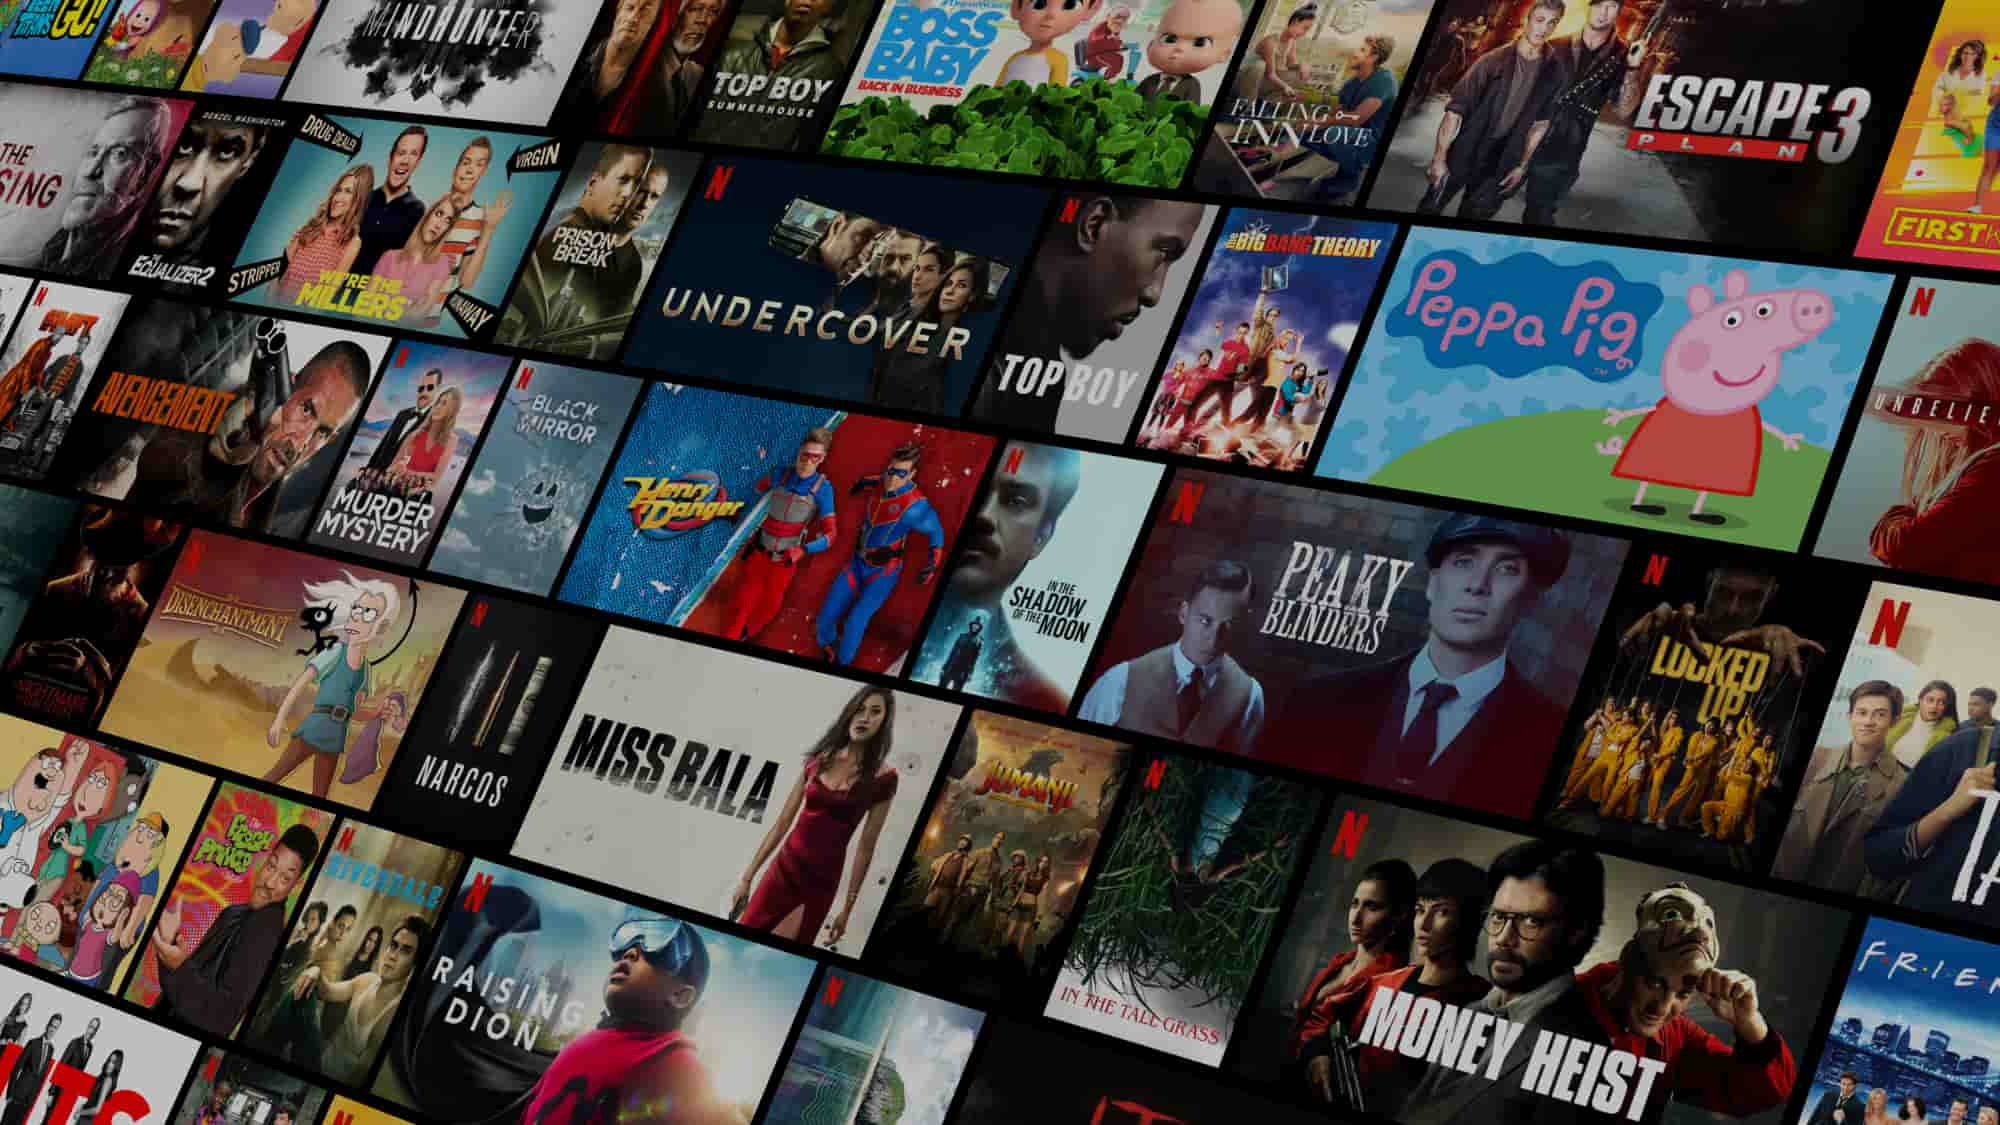 TEEN
TITANS
GO!
MINDHUNTER
TOP BOY
SUMMERHOUSE
BOSS
BABY
BACK IN BUSINESS
FALLING
INN LOVE
ESCAPE
PLAN
3
FIRST
THE
SING
DENZEL WASHINGTON
THE
EQUALIZER 2
DRUG DEALER
VIRGIN
STRIPPER
RUNAWAY
WE'RE THE
MILLERS
PRISON
BREAK
N
UNDERCOVER
N
TOP BOY
THE BIG BANG THEORY
Peppa Pig
TM
N
UNBELIE
N
AVENGEMENT
N
MURDER
MYSTERY
N
BLACK
MIRROR
Henry
Danger
N
IN THE
SHADOW
OF THE MOON
N
PEAKY
BLINDERS
N
LOCKED
UP
N
TA
NIGHTMARE
N
DISENCHANTMENT
N
NARCOS
MISS BALA
JUMANJI
N
IN THE TALL GRASS
N
MONEY HEIST
FRIEN
The
Fresh
Prince
N
RIVERDALE
N
RAISING
DION
N
ITS
N
N